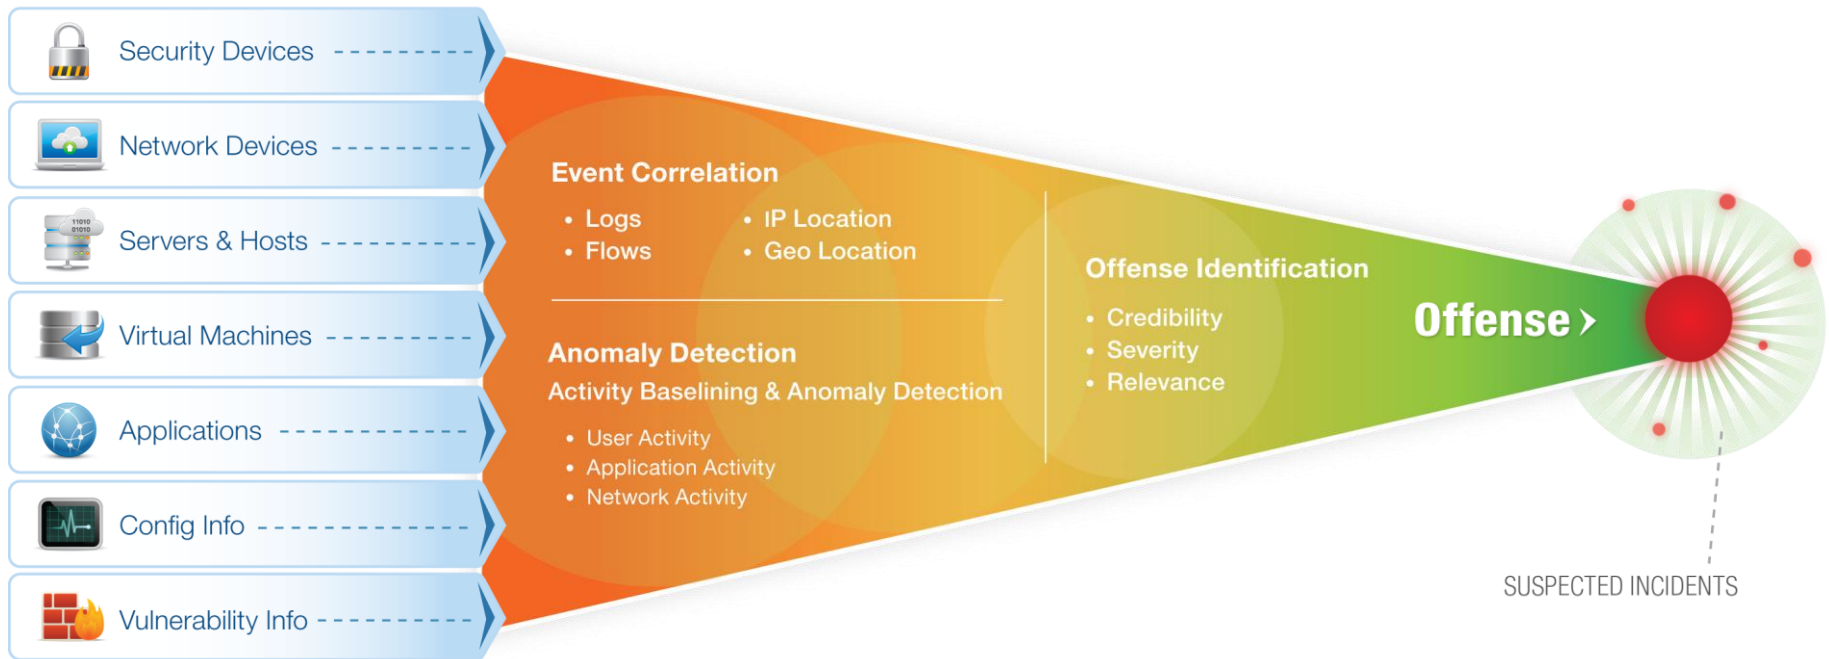 Security Devices
Network Devices
11010
01010
Servers & Hosts
Virtual Machines
Applications
Config Info
Vulnerability Info
Event Correlation
• Logs
• Flows
• IP Location
• Geo Location
Anomaly Detection
Activity Baselining & Anomaly Detection
• User Activity
• Application Activity
• Network Activity
Offense Identification
• Credibility
• Severity
• Relevance
Offense
SUSPECTED INCIDENTS